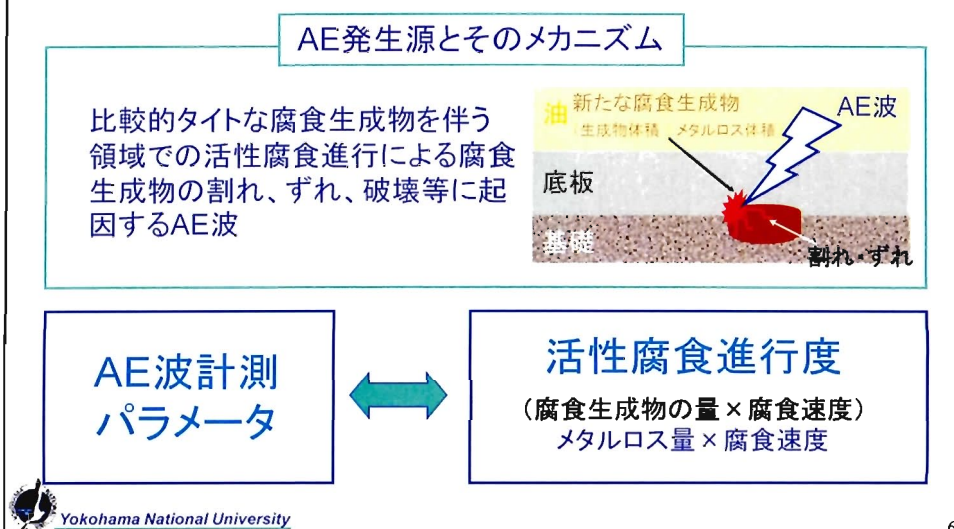 AE発生源とそのメカニズム
比較的タイトな腐食生成物を伴う
領域での活性腐食進行による腐食
生成物の割れ、ずれ、破壊等に起
因するAE波
油 新たな腐食生成物
生成物体積 メタルロス体積
AE波
底板
基礎
割れ・ずれ
AE波計測
パラメータ
活性腐食進行度
（腐食生成物の量×腐食速度）
メタルロス量×腐食速度
Yokohama National University